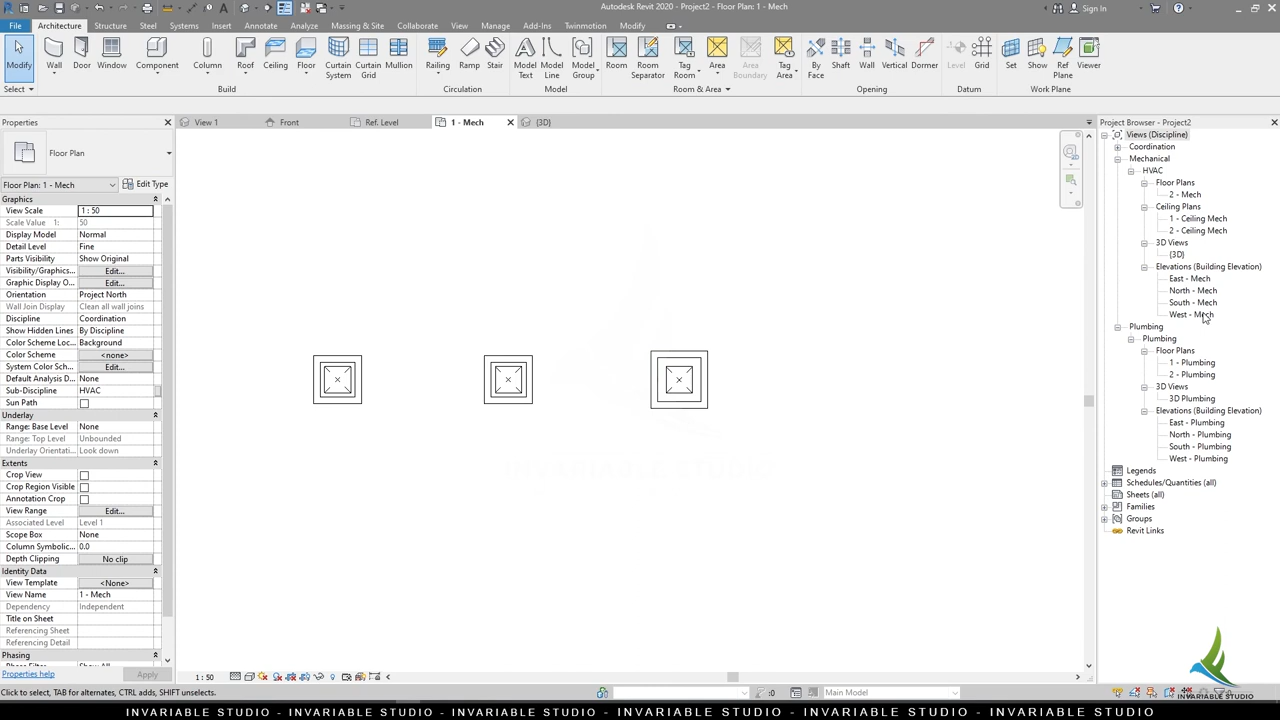 Autodesk Revit 2020 - Project2 - Floor Plan: 1 - Mech
Sign In
File Architecture Structure Steel Systems Insert Annotate Analyze Massing & Site Collaborate View Manage Add-Ins Twinmotion Modify
Modify Wall Door Window Component Column Roof Ceiling Floor Curtain System Curtain Grid Mullion Railing Ramp Stair Model Text Model Line Model Group Room Room Separator Tag Room Area Area Boundary Tag Area By Face Shaft Wall Vertical Dormer Level Grid Set Show Ref Plane Viewer
Select Build Circulation Model Room & Area Opening Datum Work Plane
Properties
View 1 Front Ref. Level 1 - Mech {3D}
Project Browser - Project2
Floor Plan
Floor Plan: 1 - Mech Edit Type
Graphics
View Scale 1 : 50
Scale Value 1: 50
Display Model Normal
Detail Level Fine
Parts Visibility Show Original
Visibility/Graphics... Edit...
Graphic Display O... Edit...
Orientation Project North
Wall Join Display Clean all wall joins
Discipline Coordination
Show Hidden Lines By Discipline
Color Scheme Loc... Background
Color Scheme <none>
System Color Sch... Edit...
Default Analysis D... None
Sub-Discipline HVAC
Sun Path
Underlay
Range: Base Level None
Range: Top Level Unbounded
Underlay Orientati... Look down
Extents
Crop View
Crop Region Visible
Annotation Crop
View Range Edit...
Associated Level Level 1
Scope Box None
Column Symbolic... 0.0
Depth Clipping No clip
Identity Data
View Template <None>
View Name 1 - Mech
Dependency Independent
Title on Sheet
Referencing Sheet
Referencing Detail
Phasing
Properties help Apply
Views (Discipline)
Coordination
Mechanical
HVAC
Floor Plans
2 - Mech
Ceiling Plans
1 - Ceiling Mech
2 - Ceiling Mech
3D Views
{3D}
Elevations (Building Elevation)
East - Mech
North - Mech
South - Mech
West - Mech
Plumbing
Plumbing
Floor Plans
1 - Plumbing
2 - Plumbing
3D Views
3D Plumbing
Elevations (Building Elevation)
East - Plumbing
North - Plumbing
South - Plumbing
West - Plumbing
Legends
Schedules/Quantities (all)
Sheets (all)
Families
Groups
Revit Links
INVARIABLE STUDIO
1 : 50
Click to select, TAB for alternates, CTRL adds, SHIFT unselects.
:0
Main Model
INVARIABLE STUDIO
INVARIABLE STUDIO - INVARIABLE STUDIO - INVARIABLE STUDIO - INVARIABLE STUDIO - INVARIABLE STUDIO - INVARIABLE STUDIO - INVARIABLE STUDIO